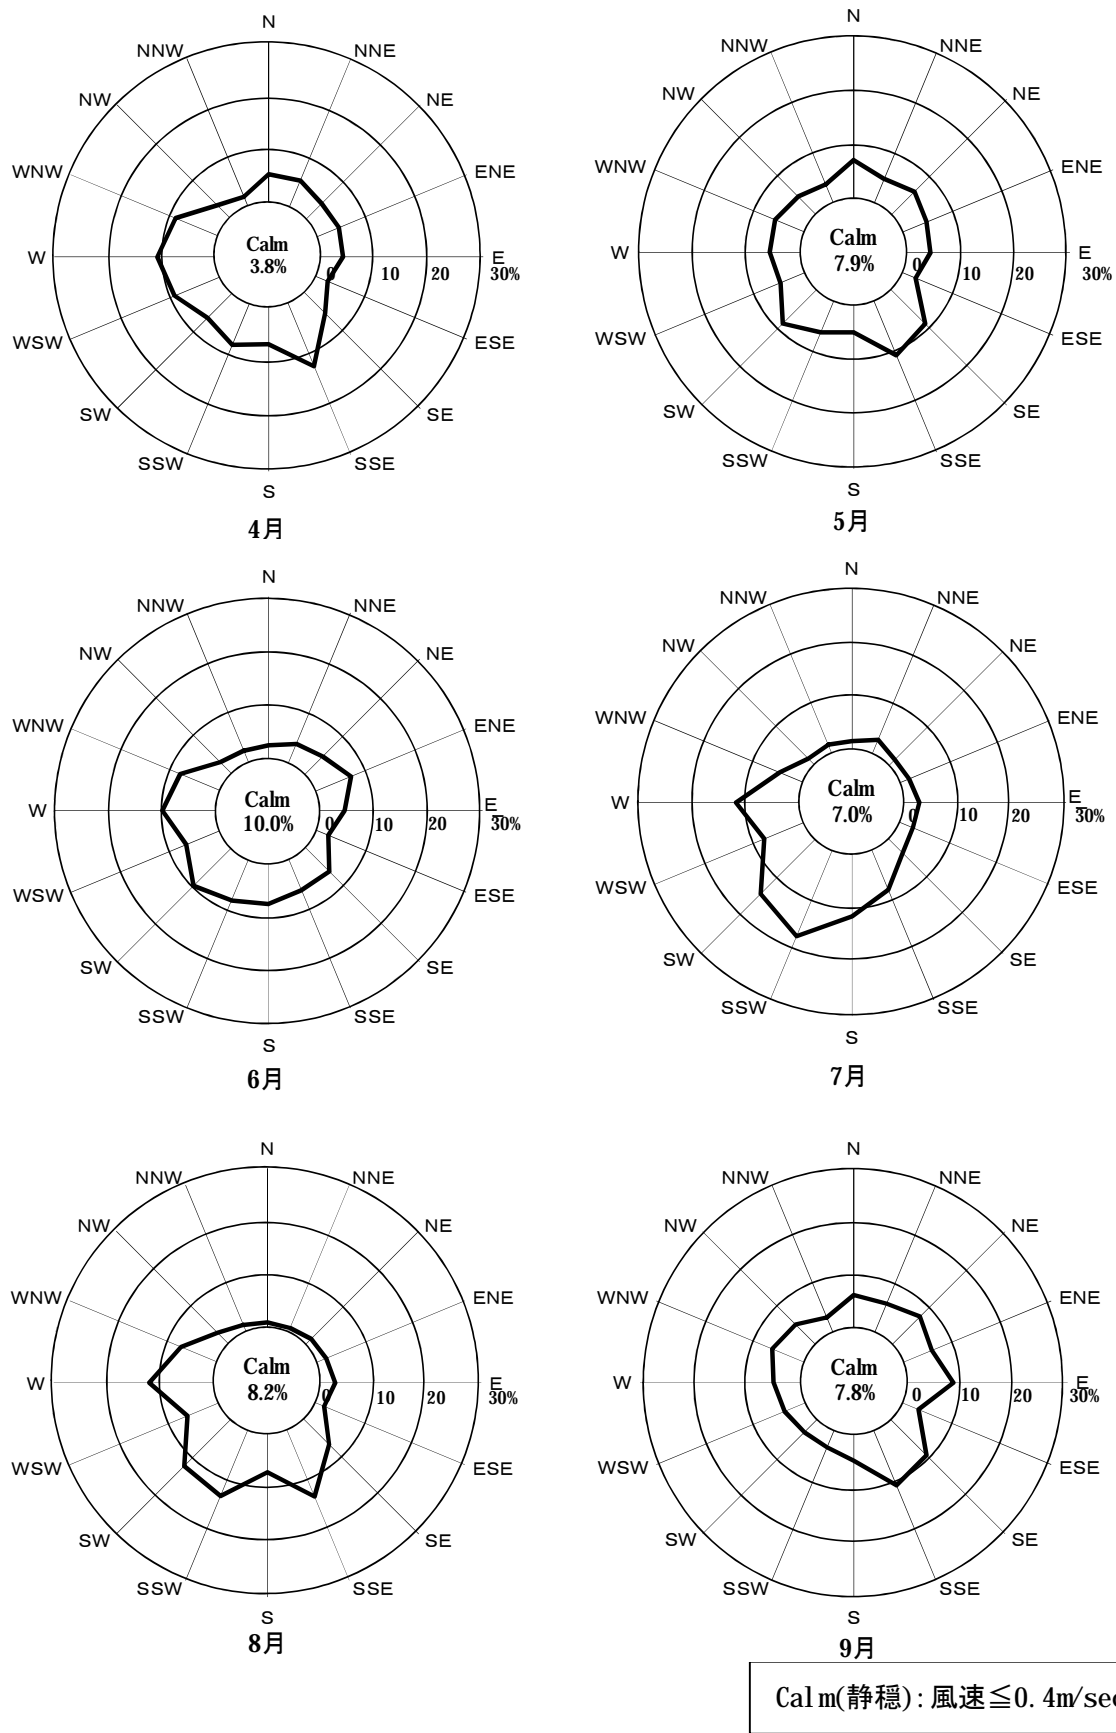 N
NNW
NNE
NW
NE
WNW
ENE
Calm
3.8%
W
E
0
10
20
30%
WSW
ESE
SW
SE
SSW
SSE
S
4月
N
NNW
NNE
NW
NE
WNW
ENE
Calm
7.9%
W
E
0
10
20
30%
WSW
ESE
SW
SE
SSW
SSE
S
5月
N
NNW
NNE
NW
NE
WNW
ENE
Calm
10.0%
W
E
0
10
20
30%
WSW
ESE
SW
SE
SSW
SSE
S
6月
N
NNW
NNE
NW
NE
WNW
ENE
Calm
7.0%
W
E
0
10
20
30%
WSW
ESE
SW
SE
SSW
SSE
S
7月
N
NNW
NNE
NW
NE
WNW
ENE
Calm
8.2%
W
E
0
10
20
30%
WSW
ESE
SW
SE
SSW
SSE
S
8月
N
NNW
NNE
NW
NE
WNW
ENE
Calm
7.8%
W
E
0
10
20
30%
WSW
ESE
SW
SE
SSW
SSE
S
9月
Calm(静穏):風速≦0.4m/sec